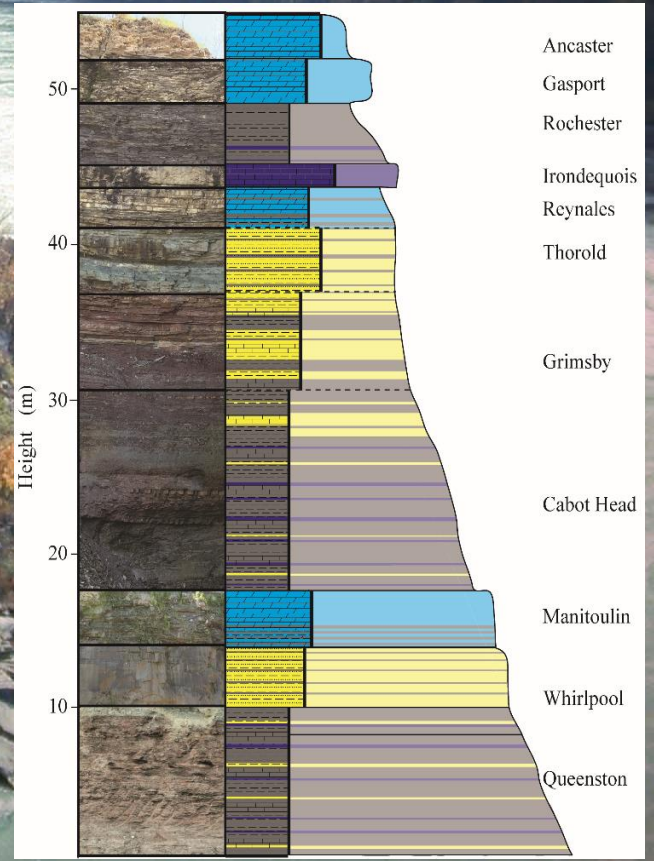 Ancaster
50
Gasport
Rochester
Irondequois
Reynales
40
Thorold
Grimsby
30
Height (m)
Cabot Head
20
Manitoulin
10
Whirlpool
Queenston